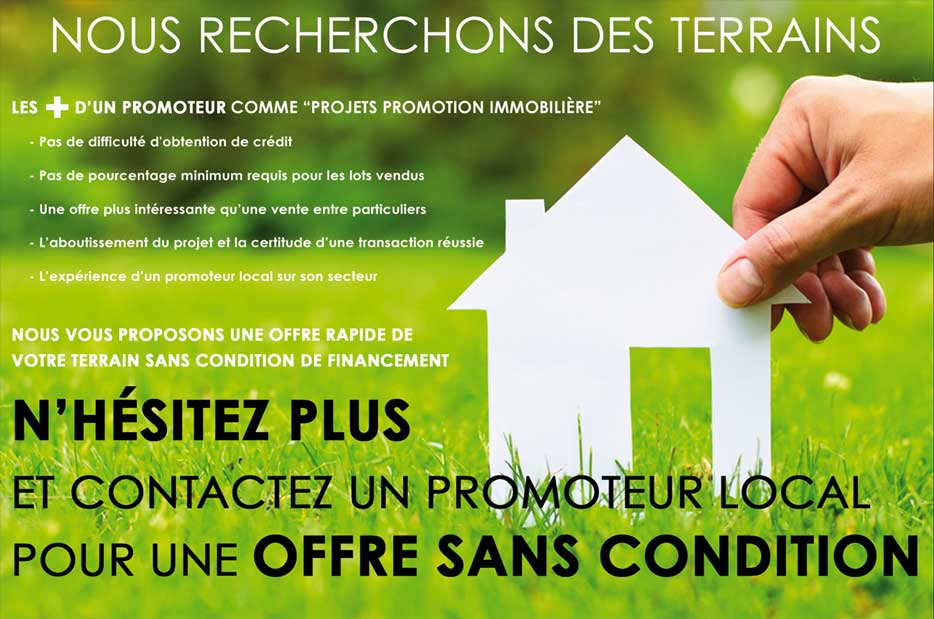 NOUS RECHERCHONS DES TERRAINS
LES + D'UN PROMOTEUR COMME “PROJETS PROMOTION IMMOBILIÈRE”
- Pas de difficulté d'obtention de crédit
- Pas de pourcentage minimum requis pour les lots vendus
- Une offre plus intéressante qu'une vente entre particuliers
- L'aboutissement du projet et la certitude d'une transaction réussie
- L'expérience d'un promoteur local sur son secteur
NOUS VOUS PROPOSONS UNE OFFRE RAPIDE DE
VOTRE TERRAIN SANS CONDITION DE FINANCEMENT
N'HÉSITEZ PLUS
ET CONTACTEZ UN PROMOTEUR LOCAL
POUR UNE OFFRE SANS CONDITION